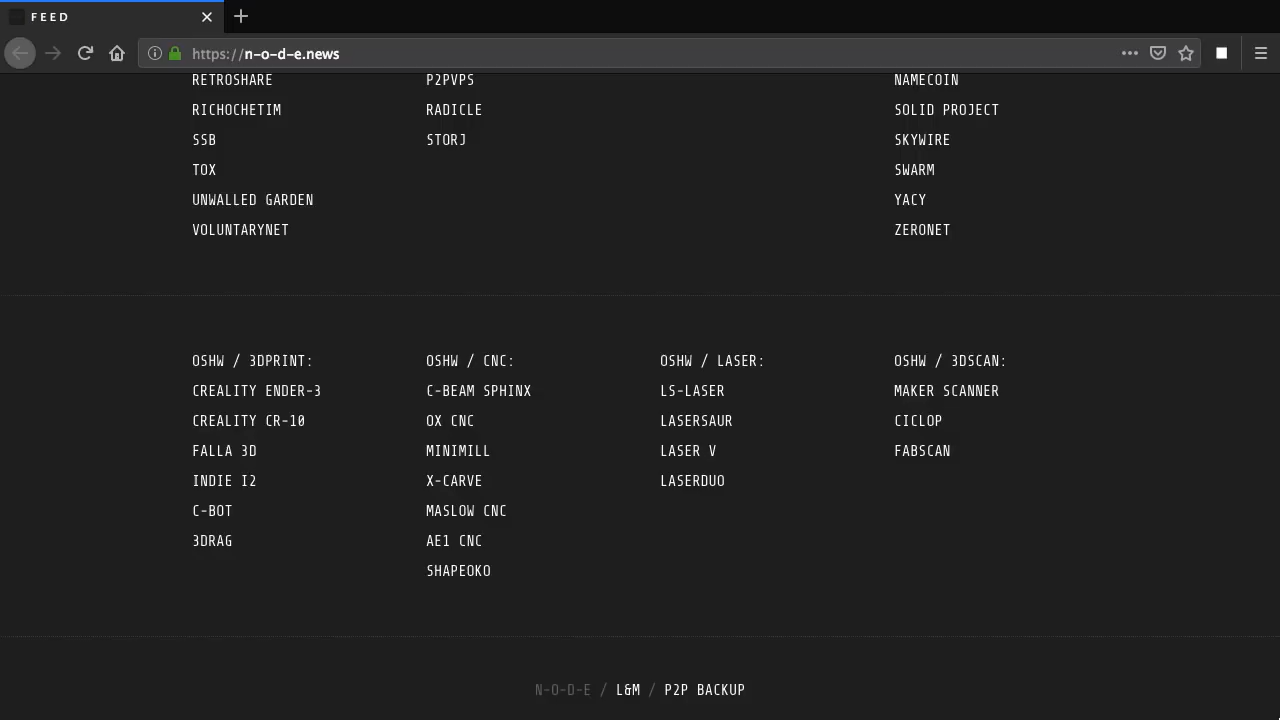 FEED
https://n-o-d-e.news
RETROSHARE
RICHOCHETIM
SSB
TOX
UNWALLED GARDEN
VOLUNTARYNET
P2PVPS
RADICLE
STORJ
NAMECOIN
SOLID PROJECT
SKYWIRE
SWARM
YACY
ZERONET
OSHW / 3DPRINT:
CREALITY ENDER-3
CREALITY CR-10
FALLA 3D
INDIE I2
C-BOT
3DRAG
OSHW / CNC:
C-BEAM SPHINX
OX CNC
MINIMILL
X-CARVE
MASLOW CNC
AE1 CNC
SHAPEOKO
OSHW / LASER:
LS-LASER
LASERSAUR
LASER V
LASERDUO
OSHW / 3DSCAN:
MAKER SCANNER
CICLOP
FABSCAN
N-O-D-E / L&M / P2P BACKUP